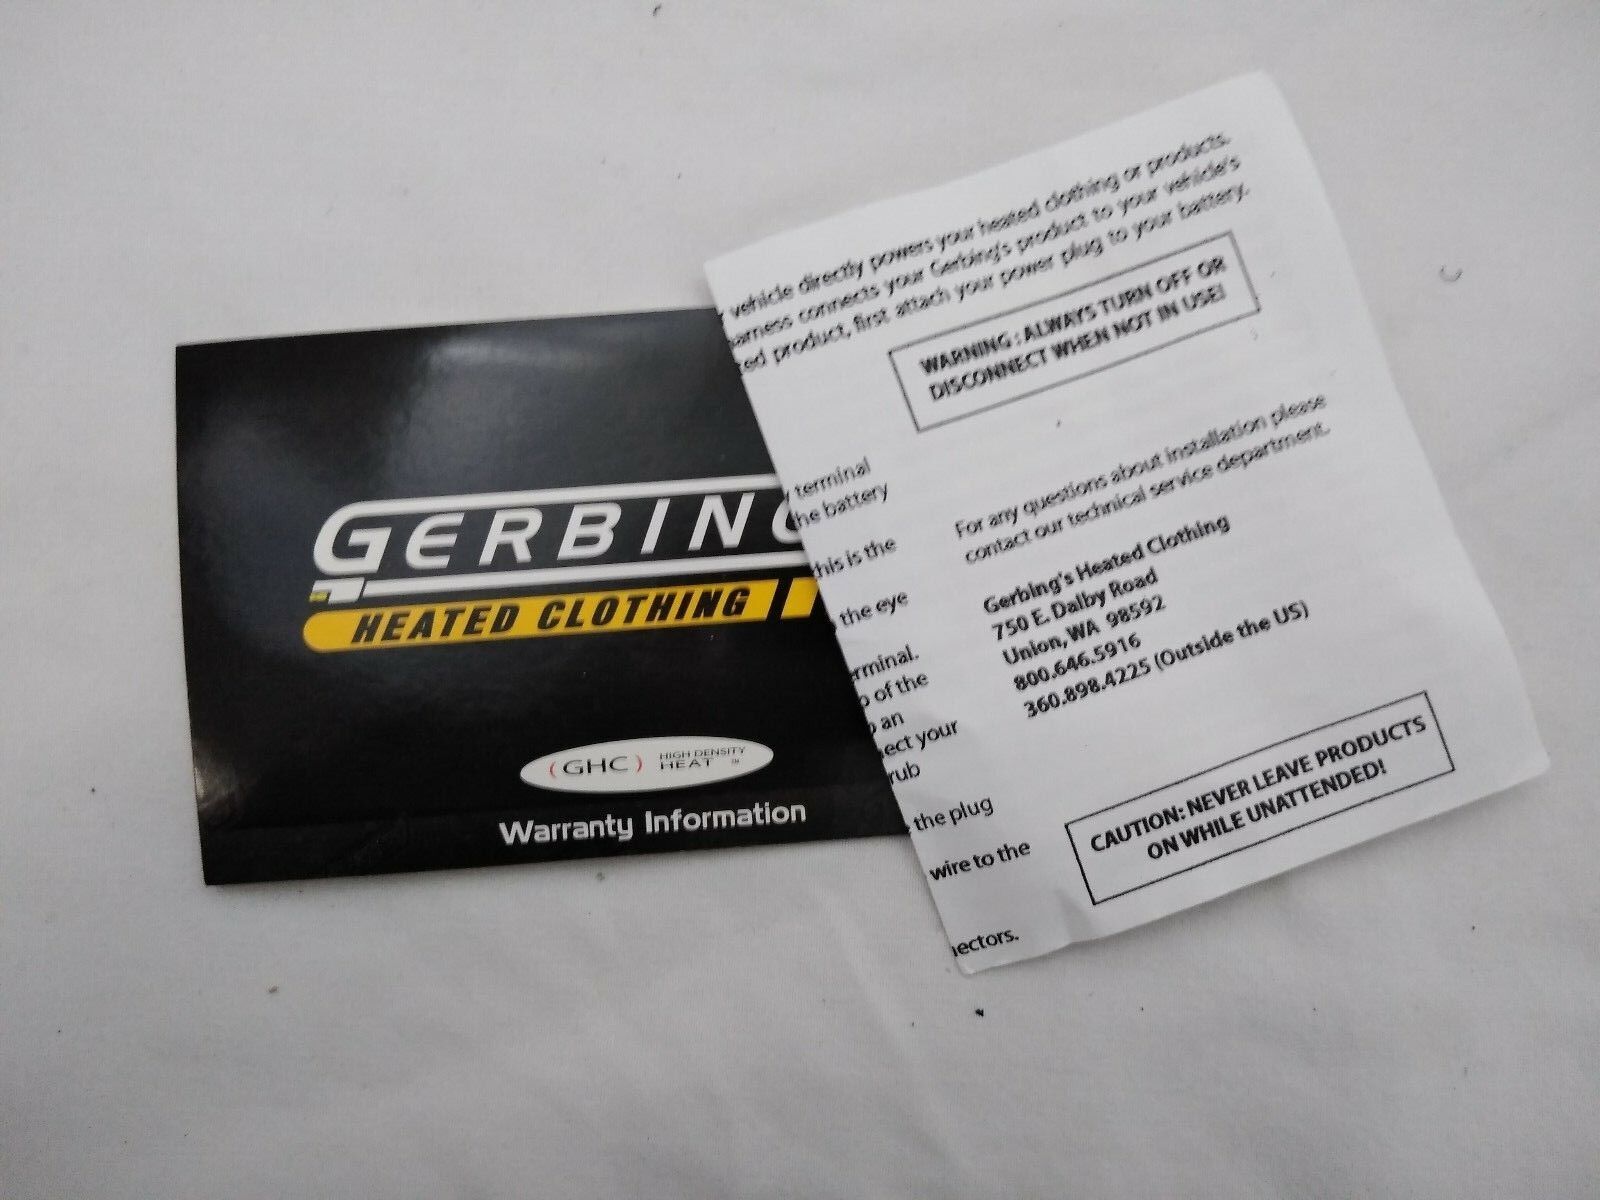 GERBING
HEATED CLOTHING
(GHC) HIGH DENSITY
HEAT
Warranty Information
vehicle directly powers your heated clothing or products.
connects your Gerbing's product to your vehicle's
product, first attach your power plug to your battery.
WARNING : ALWAYS TURN OFF OR
DISCONNECT WHEN NOT IN USE!
terminal
the battery
this is the
the eye
of the
an
your
rub
the plug
wire to the
For any questions about installation please
contact our technical service department.
Gerbing's Heated Clothing
750 E. Dalby Road
Union, WA 98592
800.646.5916
360.898.4225 (Outside the US)
CAUTION: NEVER LEAVE PRODUCTS
ON WHILE UNATTENDED!